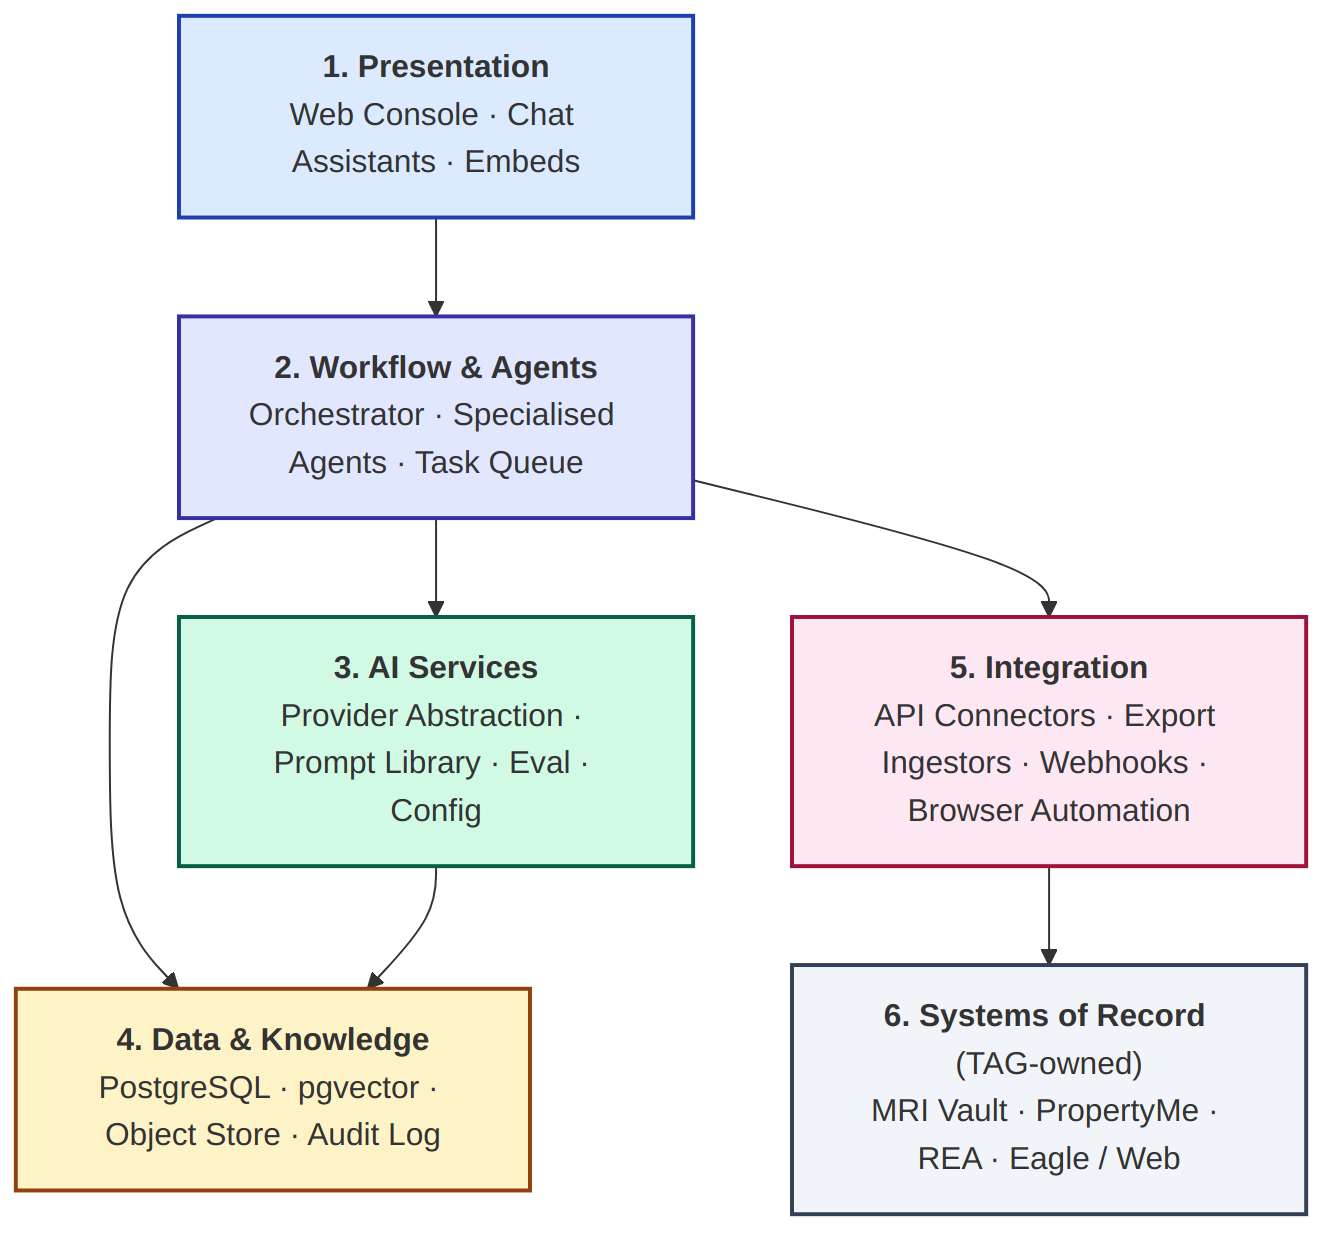 1. Presentation
Web Console · Chat
Assistants · Embeds
2. Workflow & Agents
Orchestrator · Specialised
Agents · Task Queue
3. AI Services
Provider Abstraction ·
Prompt Library · Eval ·
Config
5. Integration
API Connectors · Export
Ingestors · Webhooks ·
Browser Automation
4. Data & Knowledge
PostgreSQL · pgvector ·
Object Store · Audit Log
6. Systems of Record
(TAG-owned)
MRI Vault · PropertyMe ·
REA · Eagle / Web